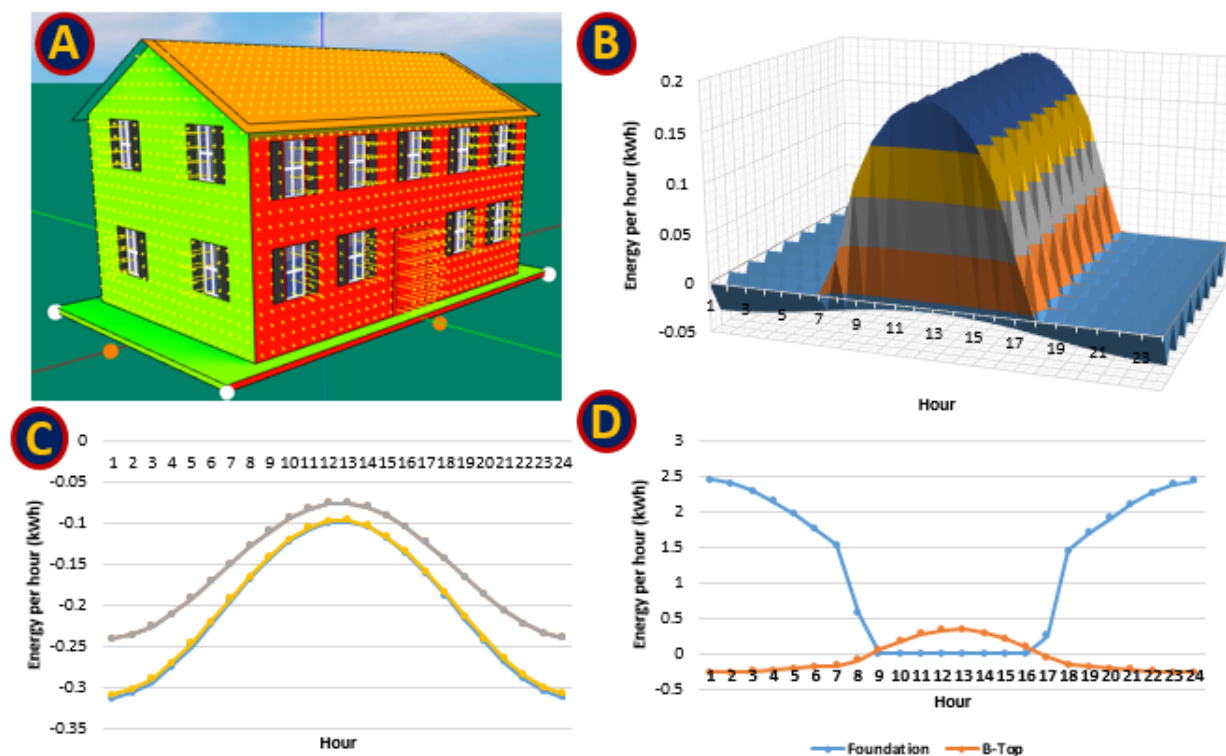 A
B
Energy per hour (kWh)
0.2
0.15
0.1
0.05
0
-0.05
1 3 5 7 9 11 13 15 17 19 21 23
Hour
C
Energy per hour (kWh)
0
1 2 3 4 5 6 7 8 9 10 11 12 13 14 15 16 17 18 19 20 21 22 23 24
-0.05
-0.1
-0.15
-0.2
-0.25
-0.3
-0.35
Hour
D
Energy per hour (kWh)
3
2.5
2
1.5
1
0.5
0
1 2 3 4 5 6 7 8 9 10 11 12 13 14 15 16 17 18 19 20 21 22 23 24
-0.5
Hour
Foundation B-Top